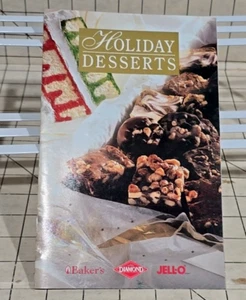 HOLIDAY
DESSERTS
Baker's
DIAMOND
JELL-O